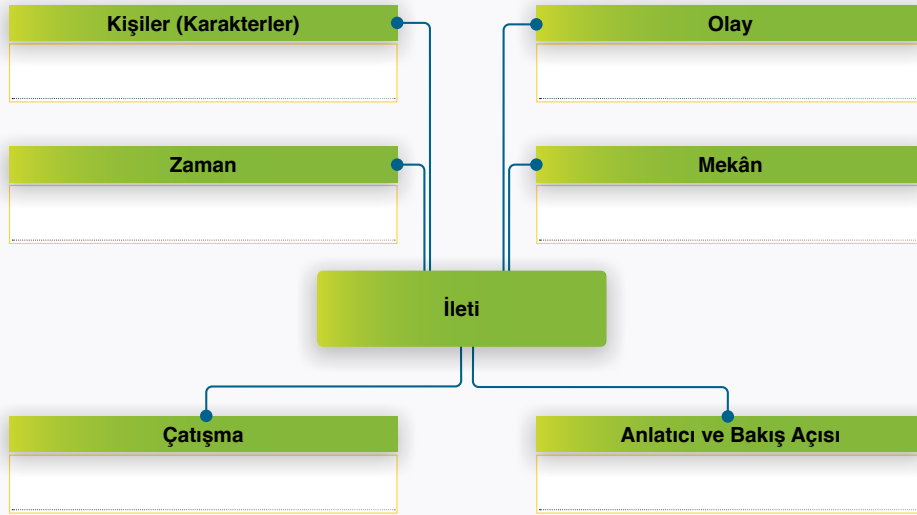 Kişiler (Karakterler)
Olay
Zaman
Mekân
İleti
Çatışma
Anlatıcı ve Bakış Açısı